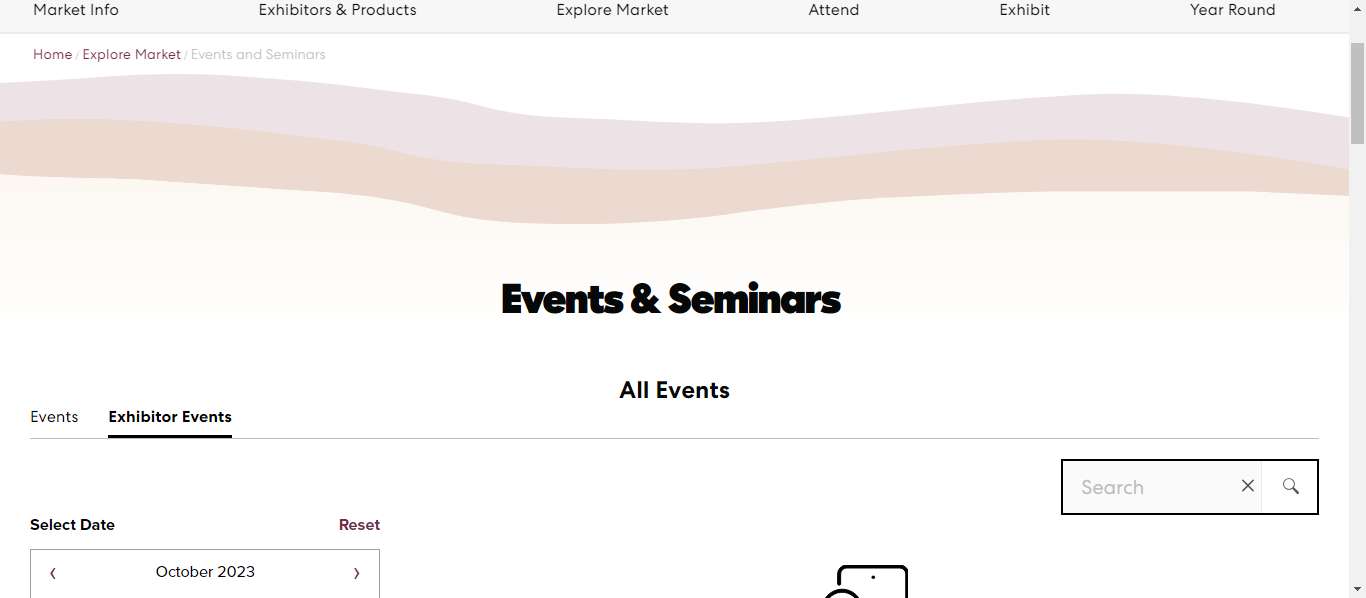 Market Info Exhibitors & Products Explore Market Attend Exhibit Year Round
Home / Explore Market / Events and Seminars
Events & Seminars
All Events
Events Exhibitor Events
Search
Select Date Reset
‹ October 2023 ›